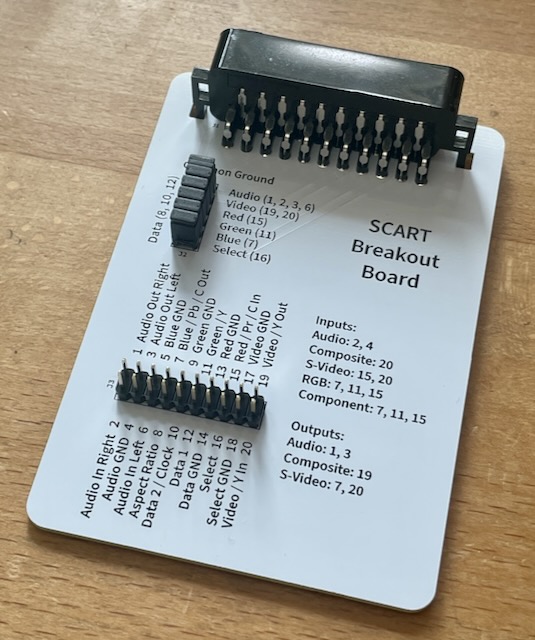 Common Ground
Data (8, 10, 12)
Audio (1, 2, 3, 6)
Video (19, 20)
Red (15)
Green (11)
Blue (7)
Select (16)
J2
SCART
Breakout
Board
1 Audio Out Right
3 Audio Out Left
5 Blue GND
7 Blue / Pb / C Out
9 Green GND
11 Green / Y
13 Red GND
15 Red / Pr / C In
17 Video GND
19 Video / Y Out
J3
Audio In Right 2
Audio GND 4
Audio In Left 6
Aspect Ratio 8
Data 2 / Clock 10
Data 1 12
Data GND 14
Select 16
Select GND 18
Video / Y In 20
Inputs:
Audio: 2, 4
Composite: 20
S-Video: 15, 20
RGB: 7, 11, 15
Component: 7, 11, 15
Outputs:
Audio: 1, 3
Composite: 19
S-Video: 7, 20